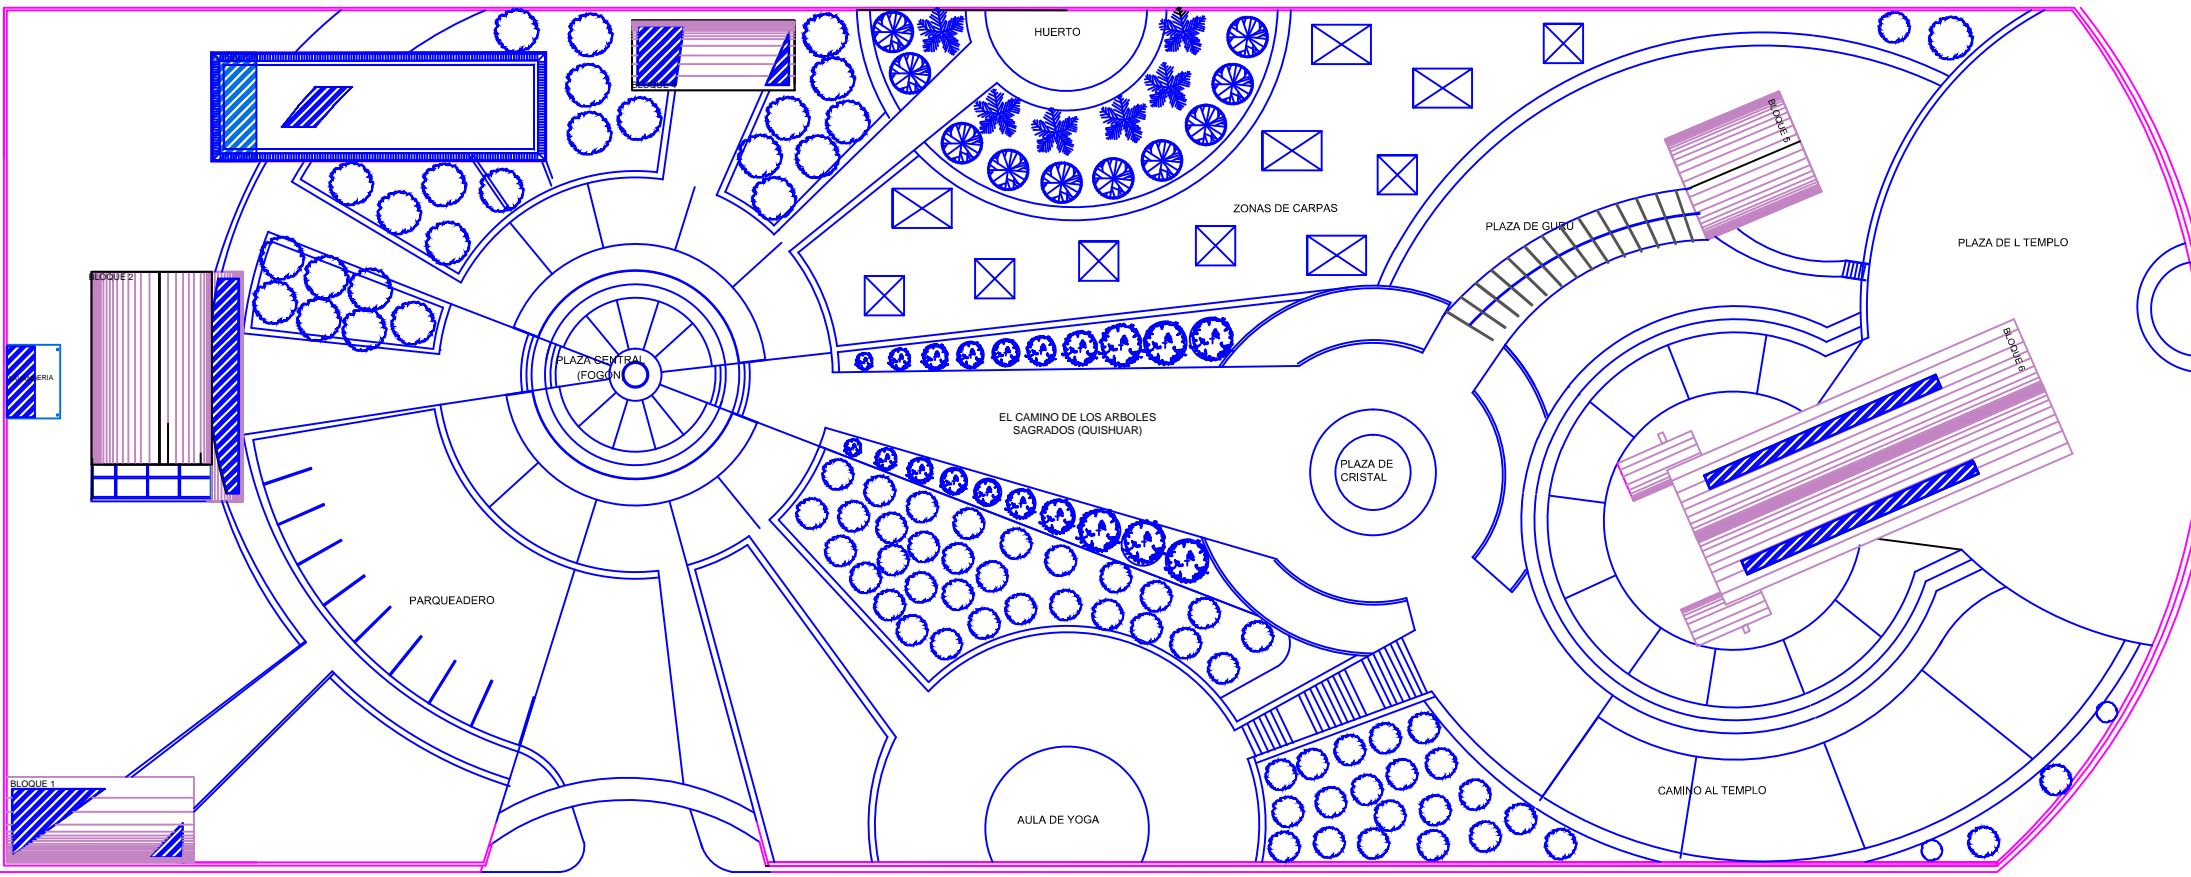 HUERTO
BLOQUE
BLOQUE 5
ZONAS DE CARPAS
PLAZA DE GURU
PLAZA DE L TEMPLO
BLOQUE 2
PLAZA CENTRAL
(FOGON)
BLOQUE 6
EL CAMINO DE LOS ARBOLES
SAGRADOS (QUISHUAR)
PLAZA DE
CRISTAL
PARQUEADERO
BLOQUE 1
CAMINO AL TEMPLO
AULA DE YOGA